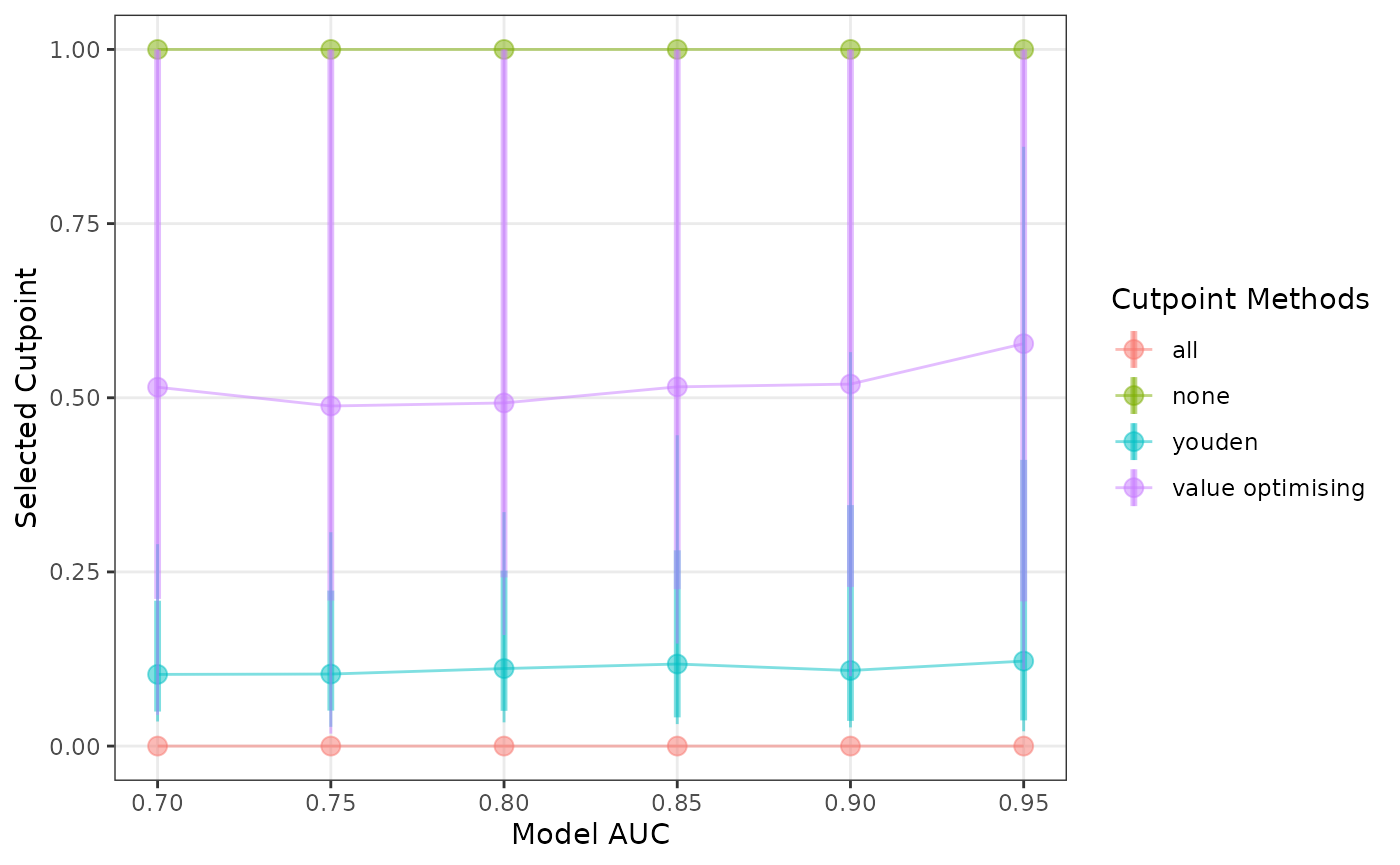 1.00
0.75
0.50
0.25
0.00
Selected Cutpoint
0.70 0.75 0.80 0.85 0.90 0.95
Model AUC
Cutpoint Methods
all
none
youden
value optimising